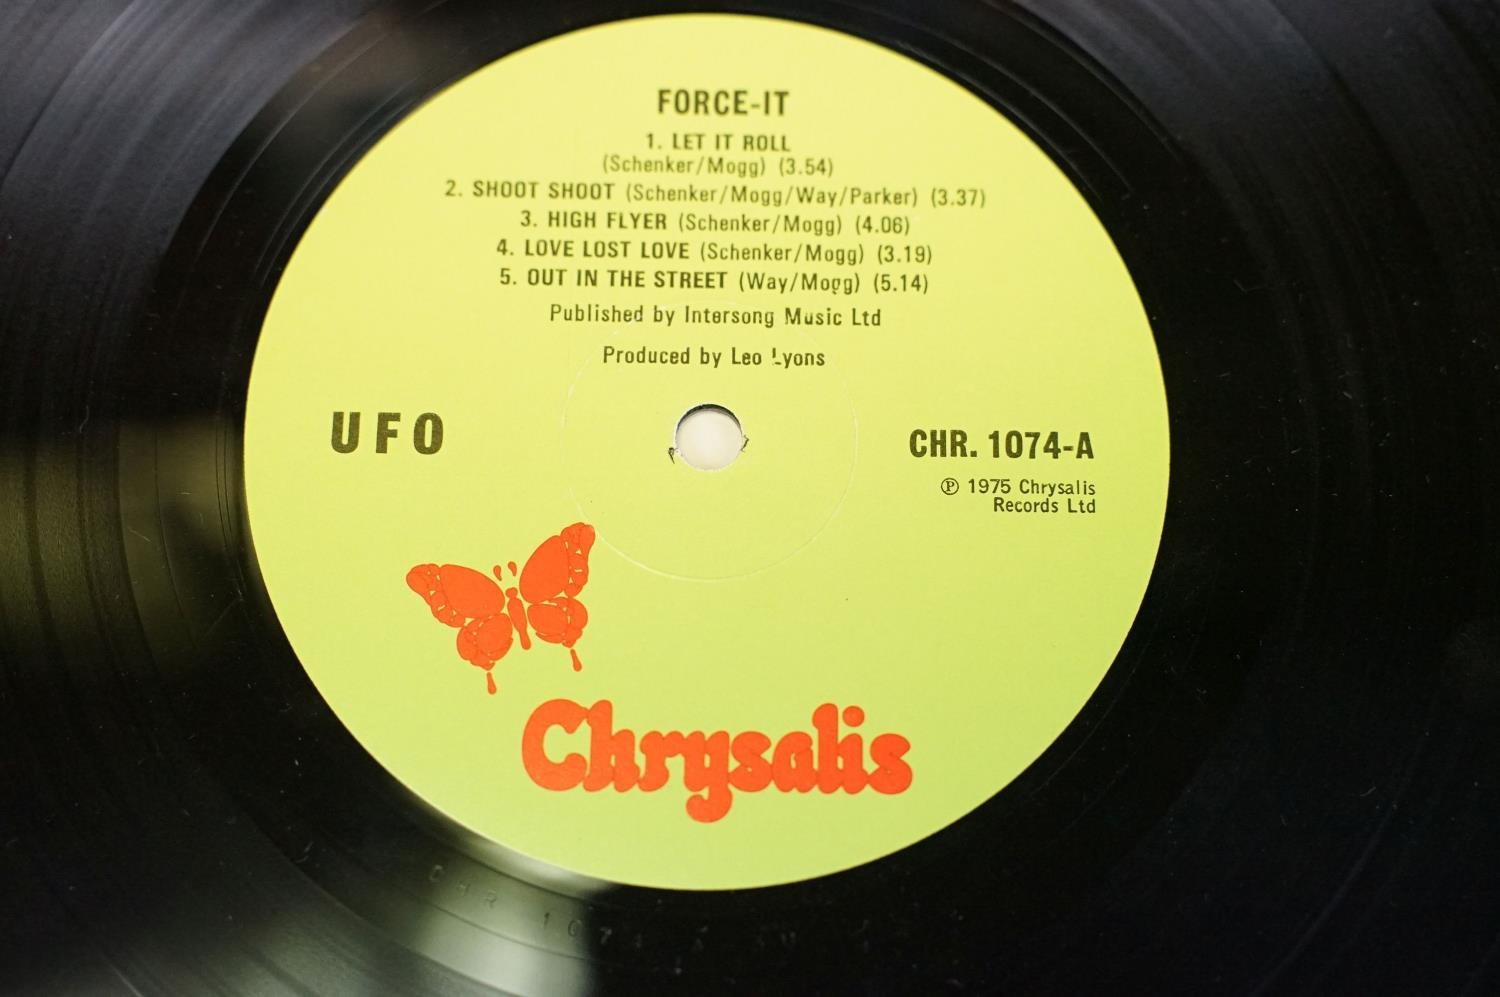 FORCE-IT
1. LET IT ROLL
(Schenker/Mogg) (3.54)
2. SHOOT SHOOT (Schenker/Mogg/Way/Parker) (3.37)
3. HIGH FLYER (Schenker/Mogg) (4.06)
4. LOVE LOST LOVE (Schenker/Mogg) (3.19)
5. OUT IN THE STREET (Way/Mogg) (5.14)
Published by Intersong Music Ltd
Produced by Leo Lyons
UFO
CHR. 1074-A
Ⓟ 1975 Chrysalis
Records Ltd
Chrysalis
CHR 1074